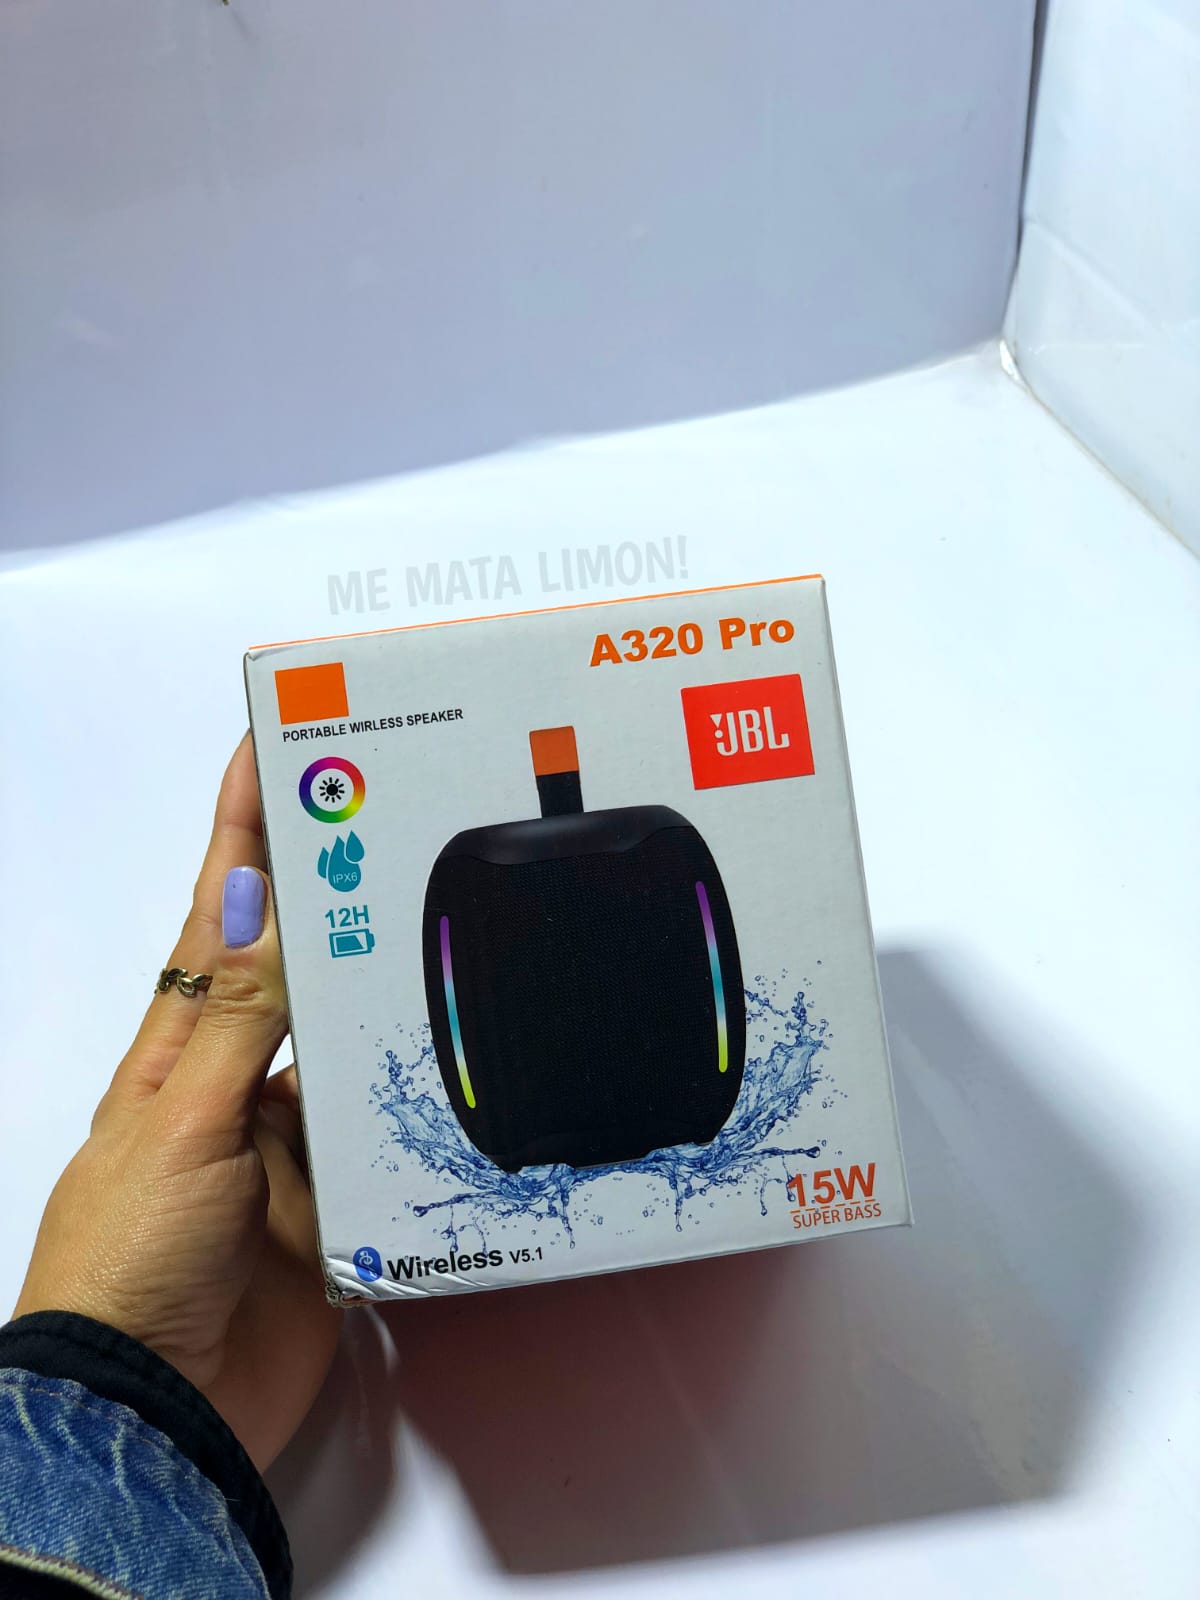 ME MATA LIMON!
A320 Pro
PORTABLE WIRLESS SPEAKER
JBL
IPX6
12H
15W
SUPER BASS
Wireless V5.1